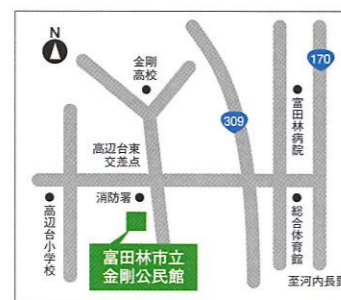 N
金剛
高校
170
309
富田林病院
高辺台東
交差点
消防署
高辺台小学校
富田林市立
金剛公民館
総合体育館
至河内長野